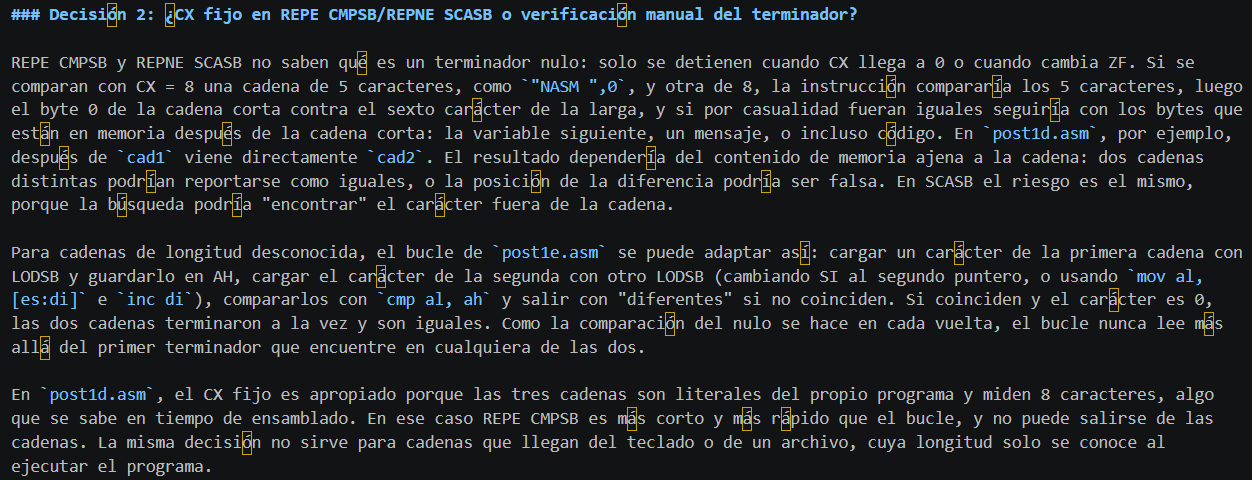 ### Decisión 2: ¿CX fijo en REPE CMPSB/REPNE SCASB o verificación manual del terminador?
REPE CMPSB y REPNE SCASB no saben qué es un terminador nulo: solo se detienen cuando CX llega a 0 o cuando cambia ZF. Si se
comparan con CX = 8 una cadena de 5 caracteres, como `"NASM ",0`, y otra de 8, la instrucción compararía los 5 caracteres, luego
el byte 0 de la cadena corta contra el sexto carácter de la larga, y si por casualidad fueran iguales seguiría con los bytes que
están en memoria después de la cadena corta: la variable siguiente, un mensaje, o incluso código. En `post1d.asm`, por ejemplo,
después de `cad1` viene directamente `cad2`. El resultado dependería del contenido de memoria ajena a la cadena: dos cadenas
distintas podrían reportarse como iguales, o la posición de la diferencia podría ser falsa. En SCASB el riesgo es el mismo,
porque la búsqueda podría "encontrar" el carácter fuera de la cadena.
Para cadenas de longitud desconocida, el bucle de `post1e.asm` se puede adaptar así: cargar un carácter de la primera cadena con
LODSB y guardarlo en AH, cargar el carácter de la segunda con otro LODSB (cambiando SI al segundo puntero, o usando `mov al,
[es:di]` e `inc di`), compararlos con `cmp al, ah` y salir con "diferentes" si no coinciden. Si coinciden y el carácter es 0,
las dos cadenas terminaron a la vez y son iguales. Como la comparación del nulo se hace en cada vuelta, el bucle nunca lee más
allá del primer terminador que encuentre en cualquiera de las dos.
En `post1d.asm`, el CX fijo es apropiado porque las tres cadenas son literales del propio programa y miden 8 caracteres, algo
que se sabe en tiempo de ensamblado. En ese caso REPE CMPSB es más corto y más rápido que el bucle, y no puede salirse de las
cadenas. La misma decisión no sirve para cadenas que llegan del teclado o de un archivo, cuya longitud solo se conoce al
ejecutar el programa.